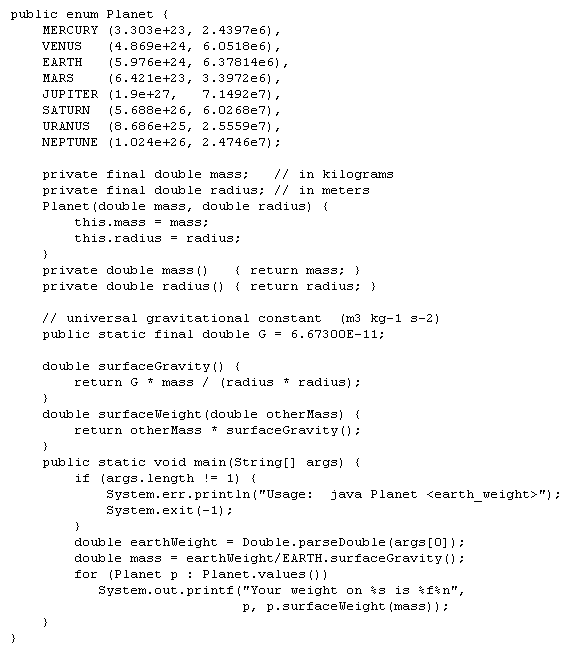 public enum Planet {
    MERCURY (3.303e+23, 2.4397e6),
    VENUS   (4.869e+24, 6.0518e6),
    EARTH   (5.976e+24, 6.37814e6),
    MARS    (6.421e+23, 3.3972e6),
    JUPITER (1.9e+27,   7.1492e7),
    SATURN  (5.688e+26, 6.0268e7),
    URANUS  (8.686e+25, 2.5559e7),
    NEPTUNE (1.024e+26, 2.4746e7);

    private final double mass;   // in kilograms
    private final double radius; // in meters
    Planet(double mass, double radius) {
        this.mass = mass;
        this.radius = radius;
    }
    private double mass()   { return mass; }
    private double radius() { return radius; }

    // universal gravitational constant  (m3 kg-1 s-2)
    public static final double G = 6.67300E-11;

    double surfaceGravity() {
        return G * mass / (radius * radius);
    }
    double surfaceWeight(double otherMass) {
        return otherMass * surfaceGravity();
    }
    public static void main(String[] args) {
        if (args.length != 1) {
            System.err.println("Usage:  java Planet <earth_weight>");
            System.exit(-1);
        }
        double earthWeight = Double.parseDouble(args[0]);
        double mass = earthWeight/EARTH.surfaceGravity();
        for (Planet p : Planet.values())
           System.out.printf("Your weight on %s is %f%n",
                             p, p.surfaceWeight(mass));
    }
}